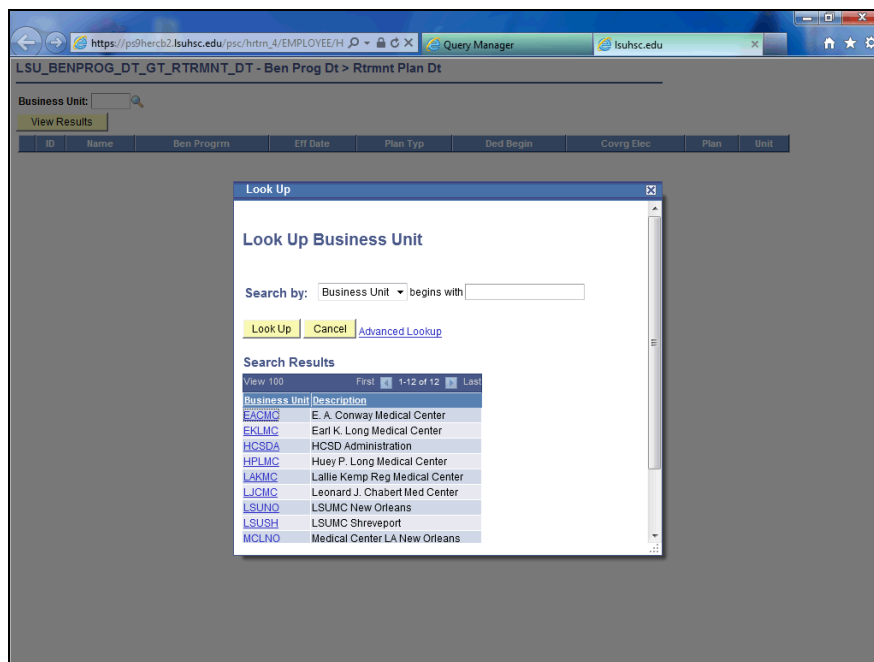 https://ps9hercb2.lsuhsc.edu/psc/hrtrn_4/EMPLOYEE/H
Query Manager
lsuhsc.edu
LSU_BENPROG_DT_GT_RTRMNT_DT - Ben Prog Dt > Rtrmnt Plan Dt
Business Unit:
View Results
ID Name Ben Progrm Eff Date Plan Typ Ded Begin Covrg Elec Plan Unit
Look Up
Look Up Business Unit
Search by: Business Unit begins with
Look Up Cancel Advanced Lookup
Search Results
View 100 First 1-12 of 12 Last
Business Unit Description
EACMC E. A. Conway Medical Center
EKLMC Earl K. Long Medical Center
HCSDA HCSD Administration
HPLMC Huey P. Long Medical Center
LAKMC Lallie Kemp Reg Medical Center
LJCMC Leonard J. Chabert Med Center
LSUNO LSUMC New Orleans
LSUSH LSUMC Shreveport
MCLNO Medical Center LA New Orleans